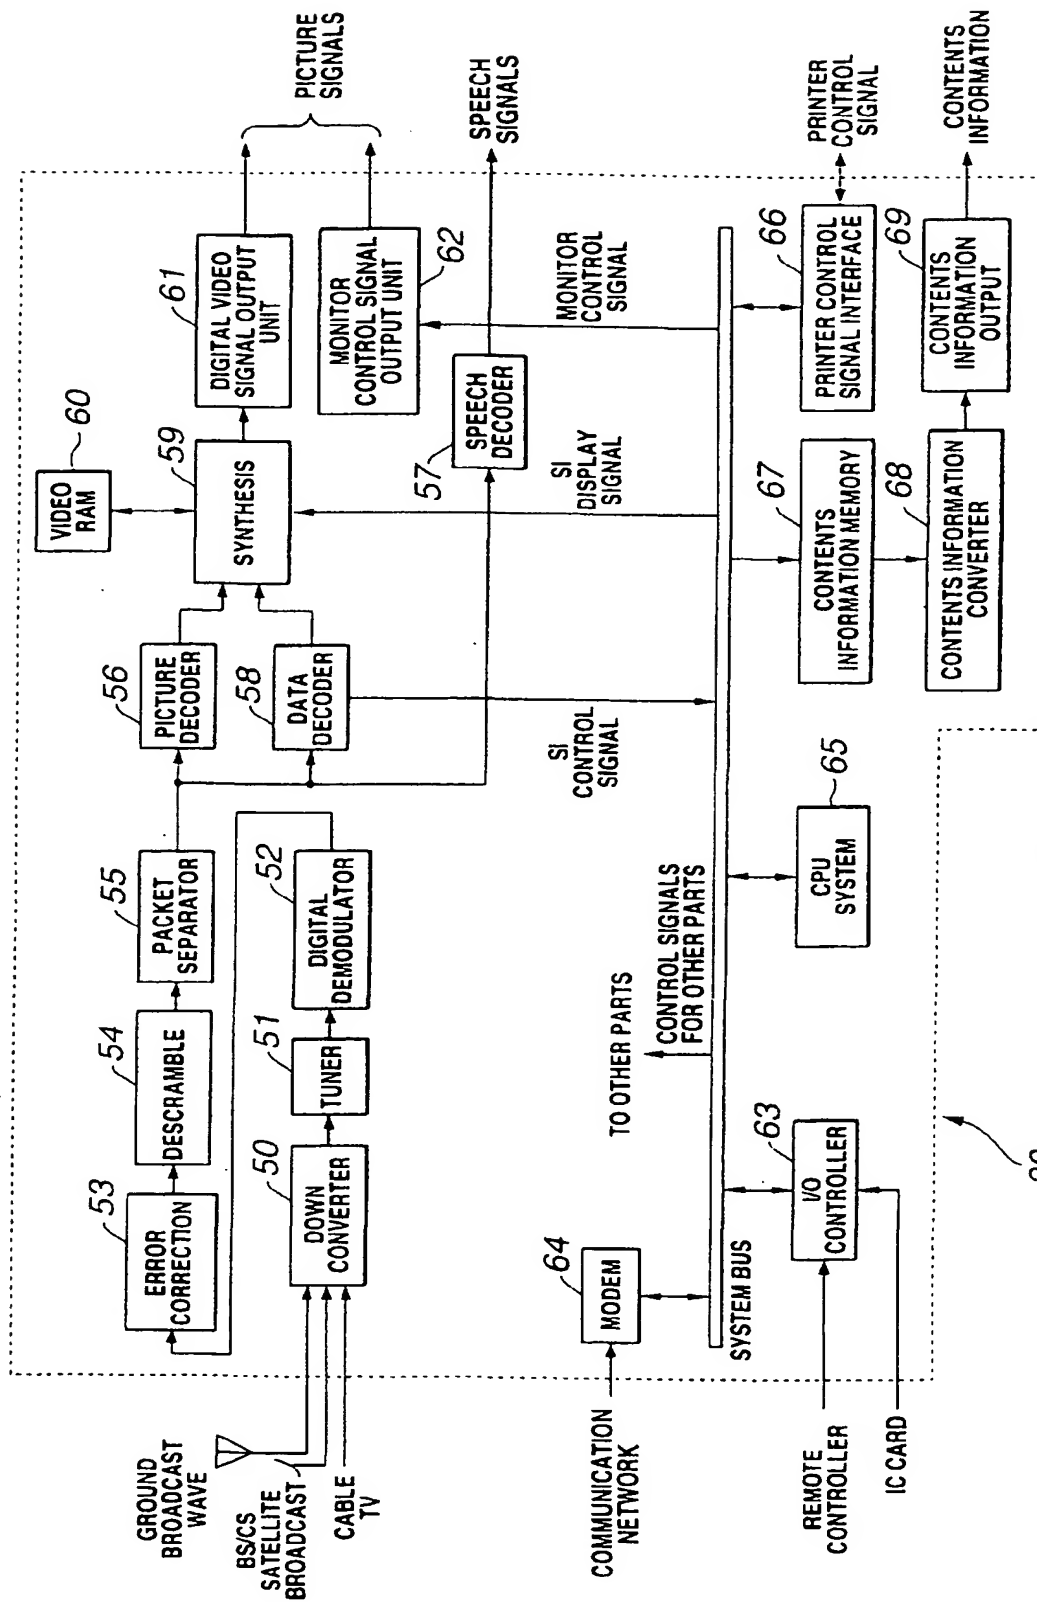 GROUND
BROADCAST
WAVE
BS/CS
SATELLITE
BROADCAST
CABLE
TV
53
ERROR
CORRECTION
54
DESCRAMBLE
55
PACKET
SEPARATOR
50
DOWN
CONVERTER
51
TUNER
52
DIGITAL
DEMODULATOR
56
PICTURE
DECODER
58
DATA
DECODER
60
VIDEO
RAM
59
SYNTHESIS
61
DIGITAL VIDEO
SIGNAL OUTPUT
UNIT
MONITOR
CONTROL SIGNAL
OUTPUT UNIT
62
PICTURE
SIGNALS
57
SPEECH
DECODER
SPEECH
SIGNALS
SI
CONTROL
SIGNAL
SI
DISPLAY
SIGNAL
MONITOR
CONTROL
SIGNAL
COMMUNICATION
NETWORK
64
MODEM
TO OTHER PARTS
CONTROL SIGNALS
FOR OTHER PARTS
SYSTEM BUS
REMOTE
CONTROLLER
IC CARD
63
I/O
CONTROLLER
65
CPU
SYSTEM
67
CONTENTS
INFORMATION MEMORY
68
CONTENTS INFORMATION
CONVERTER
66
PRINTER CONTROL
SIGNAL INTERFACE
69
CONTENTS
INFORMATION
OUTPUT
PRINTER
CONTROL
SIGNAL
CONTENTS
INFORMATION